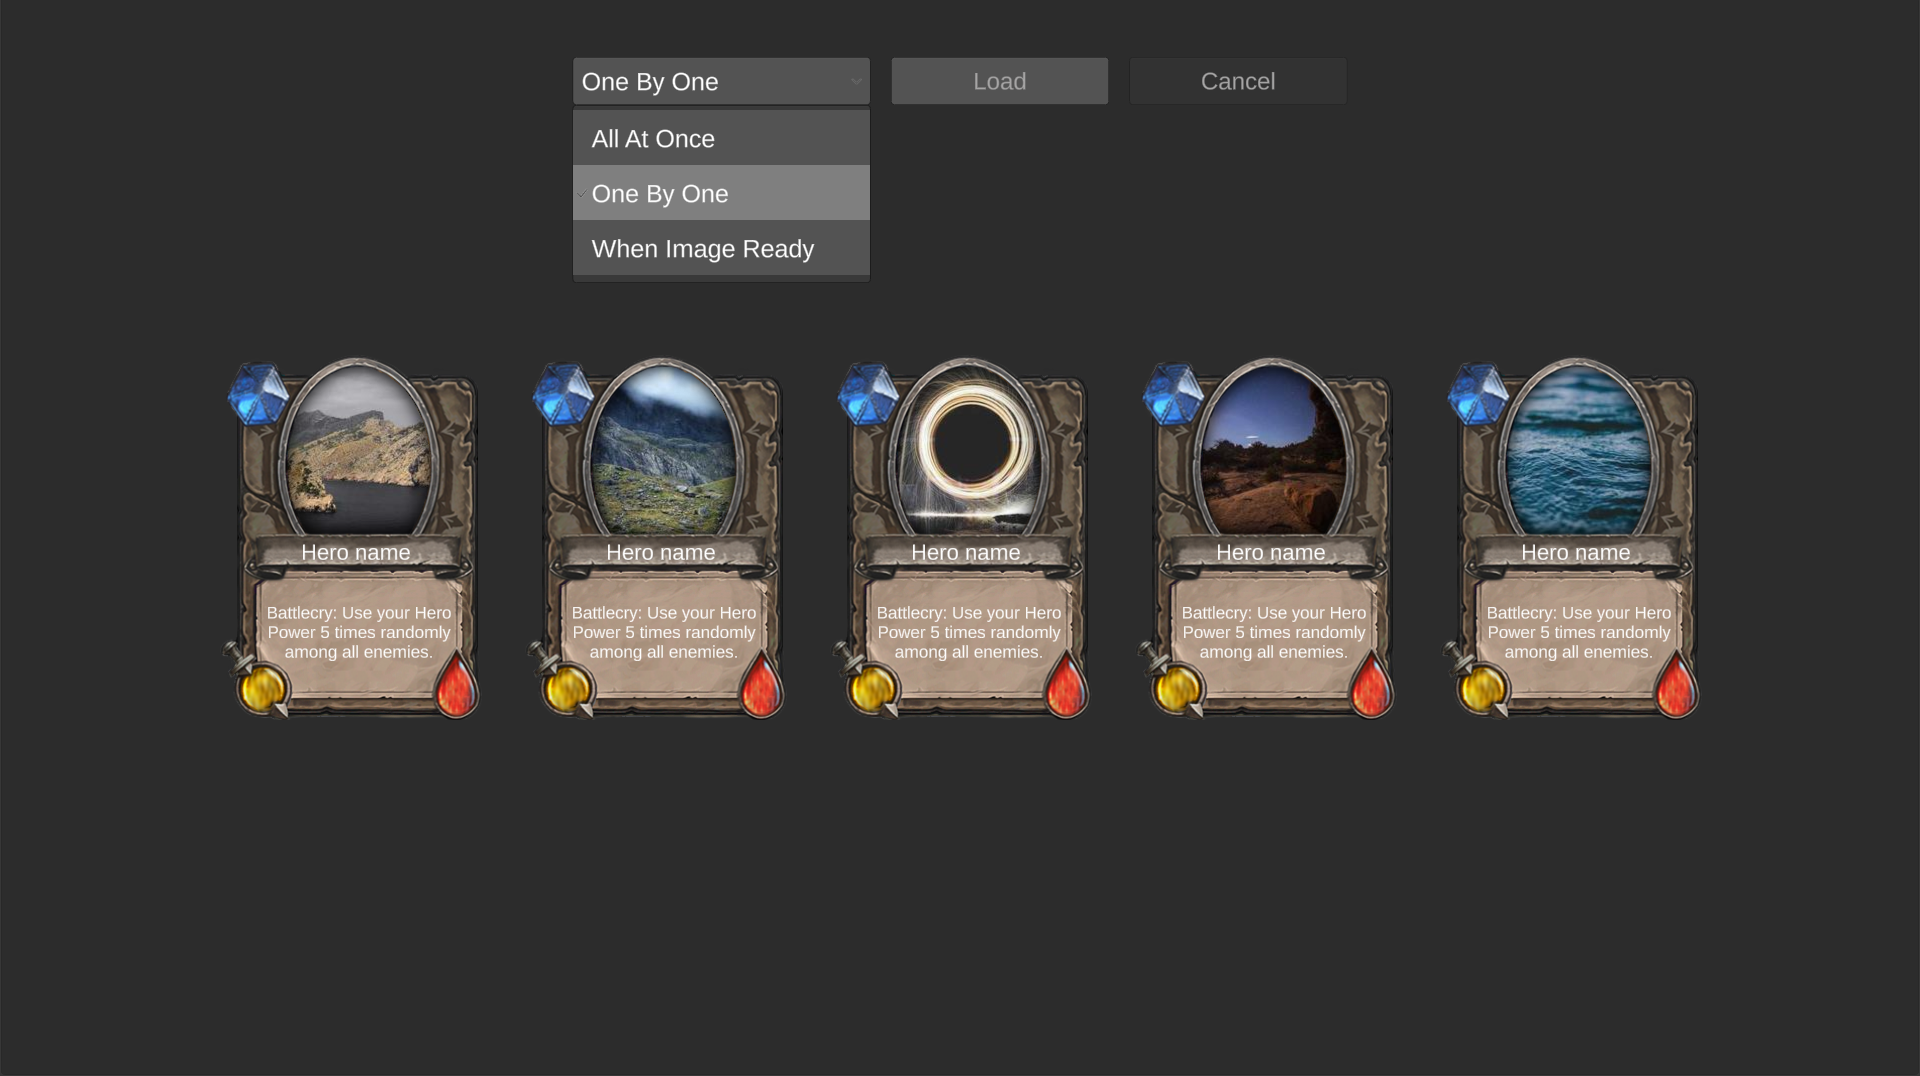 One By One
Load
Cancel
All At Once
One By One
When Image Ready
Hero name
Battlecry: Use your Hero
Power 5 times randomly
among all enemies.
Hero name
Battlecry: Use your Hero
Power 5 times randomly
among all enemies.
Hero name
Battlecry: Use your Hero
Power 5 times randomly
among all enemies.
Hero name
Battlecry: Use your Hero
Power 5 times randomly
among all enemies.
Hero name
Battlecry: Use your Hero
Power 5 times randomly
among all enemies.